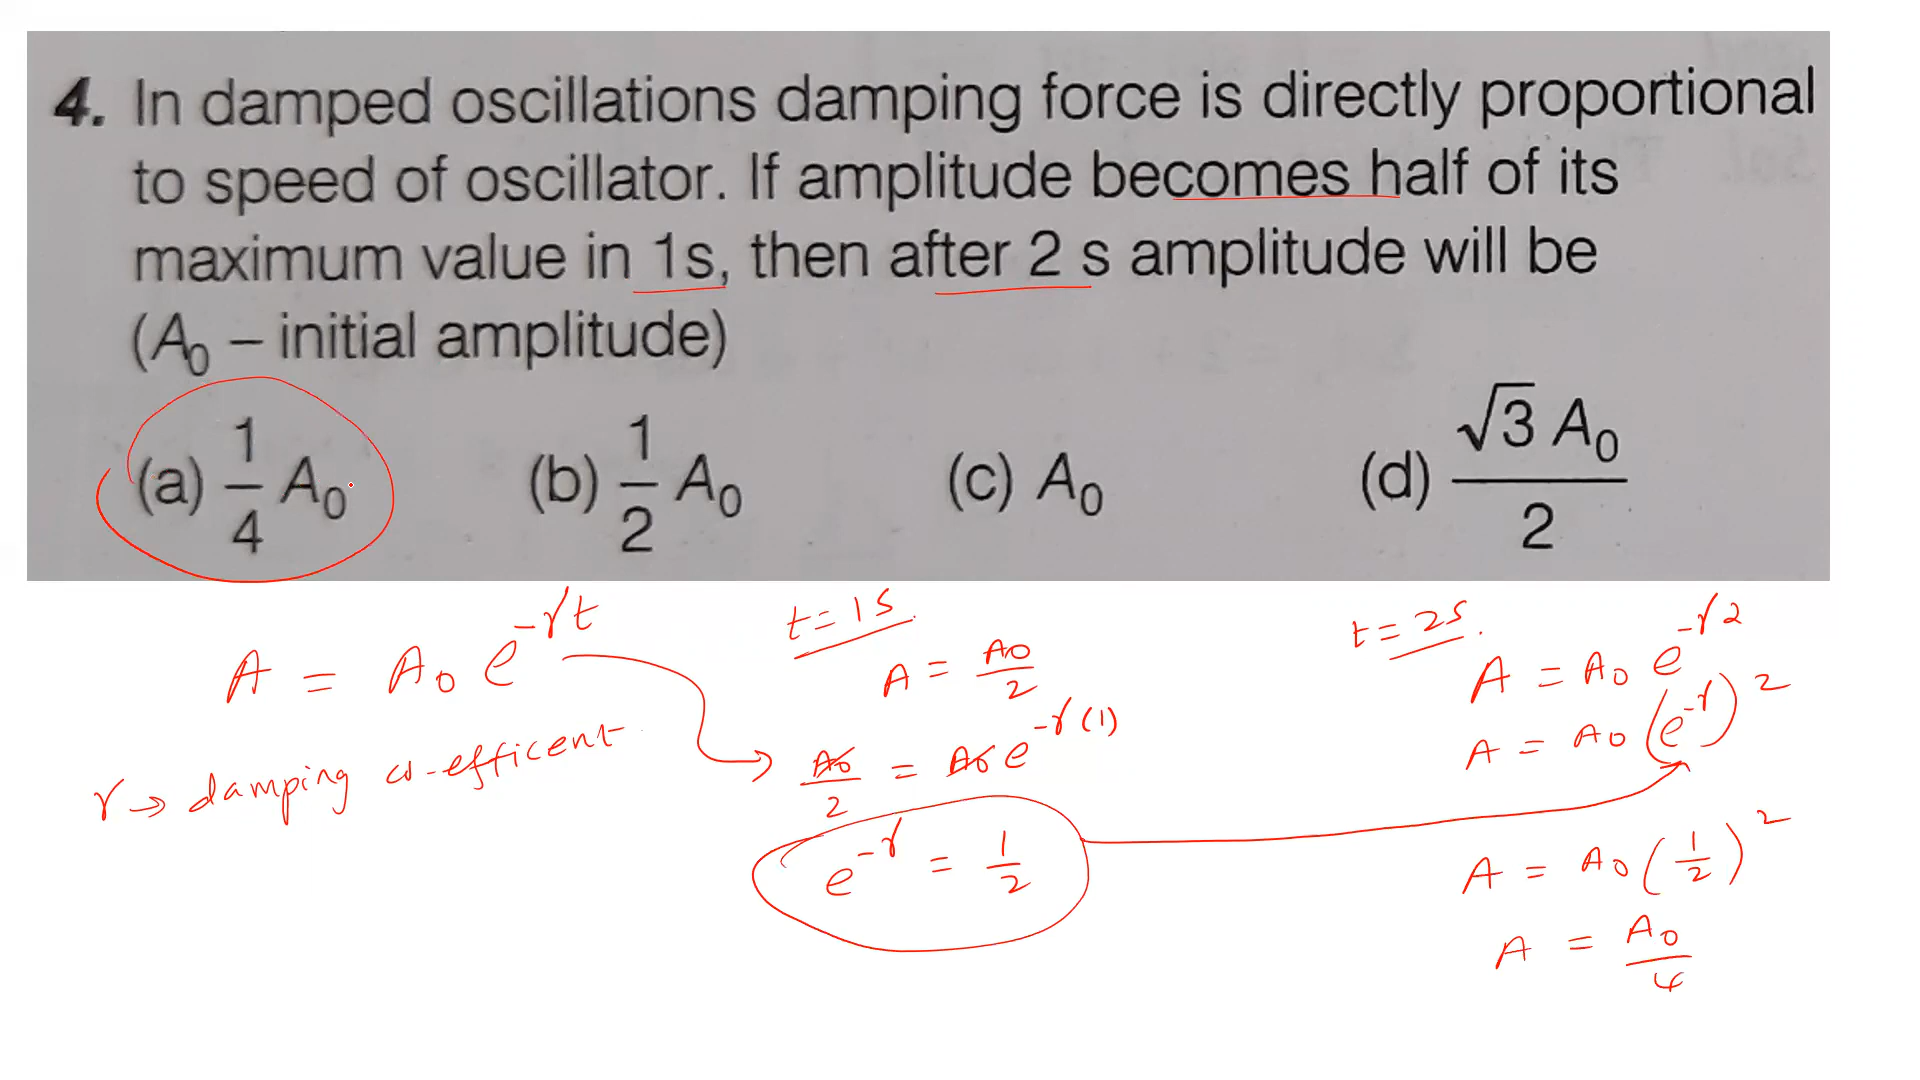 4. In damped oscillations damping force is directly proportional
to speed of oscillator. If amplitude becomes half of its
maximum value in 1s, then after 2 s amplitude will be
(A₀ – initial amplitude)
(a) 1/4 A₀ (b) 1/2 A₀ (c) A₀ (d) √3 A₀/2
A = A₀ e^-γt
γ → damping co-efficent
t = 1s
A = A₀/2
A₀/2 = A₀ e^-γ(1)
e^-γ = 1/2
t = 2s.
A = A₀ e^-γ2
A = A₀ (e^-γ)^2
A = A₀ (1/2)^2
A = A₀/4